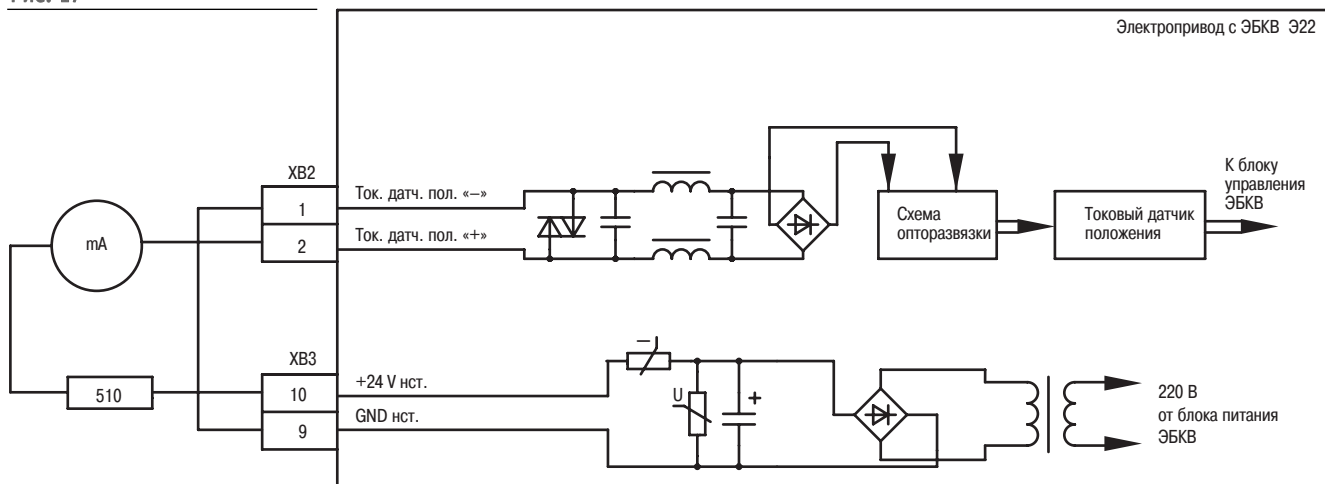 Электропривод с ЭБКВ Э22
XB2
1
Ток. датч. пол. «–»
2
Ток. датч. пол. «+»
mA
Схема
опторазвязки
Токовый датчик
положения
К блоку
управления
ЭБКВ
XB3
510
10
+24 V нст.
9
GND нст.
–
U
+
220 В
от блока питания
ЭБКВ